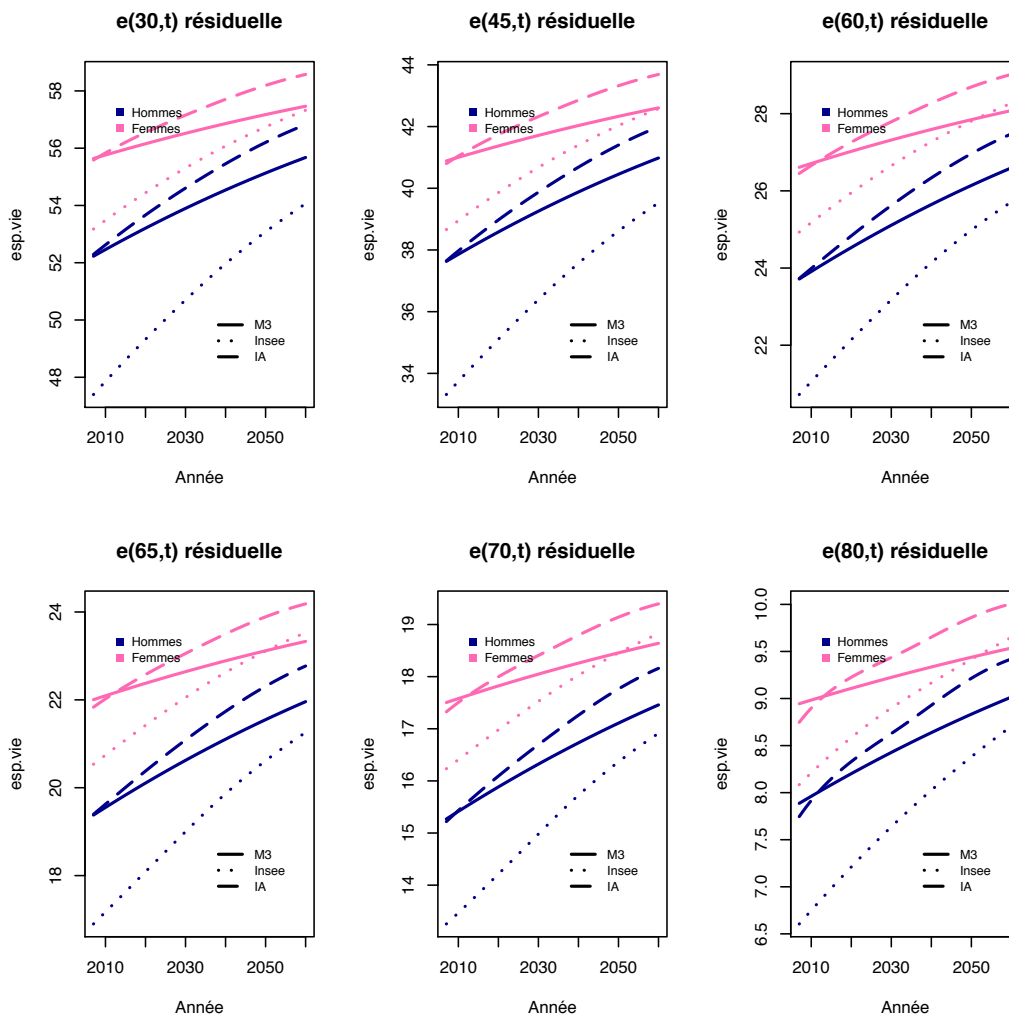 e(30,t) résiduelle
esp.vie
58
56
54
52
50
48
Hommes
Femmes
M3
Insee
IA
2010 2030 2050
Année
e(45,t) résiduelle
esp.vie
44
42
40
38
36
34
Hommes
Femmes
M3
Insee
IA
2010 2030 2050
Année
e(60,t) résiduelle
esp.vie
28
26
24
22
Hommes
Femmes
M3
Insee
IA
2010 2030 2050
Année
e(65,t) résiduelle
esp.vie
24
22
20
18
Hommes
Femmes
M3
Insee
IA
2010 2030 2050
Année
e(70,t) résiduelle
esp.vie
19
18
17
16
15
14
Hommes
Femmes
M3
Insee
IA
2010 2030 2050
Année
e(80,t) résiduelle
esp.vie
10.0
9.5
9.0
8.5
8.0
7.5
7.0
6.5
Hommes
Femmes
M3
Insee
IA
2010 2030 2050
Année